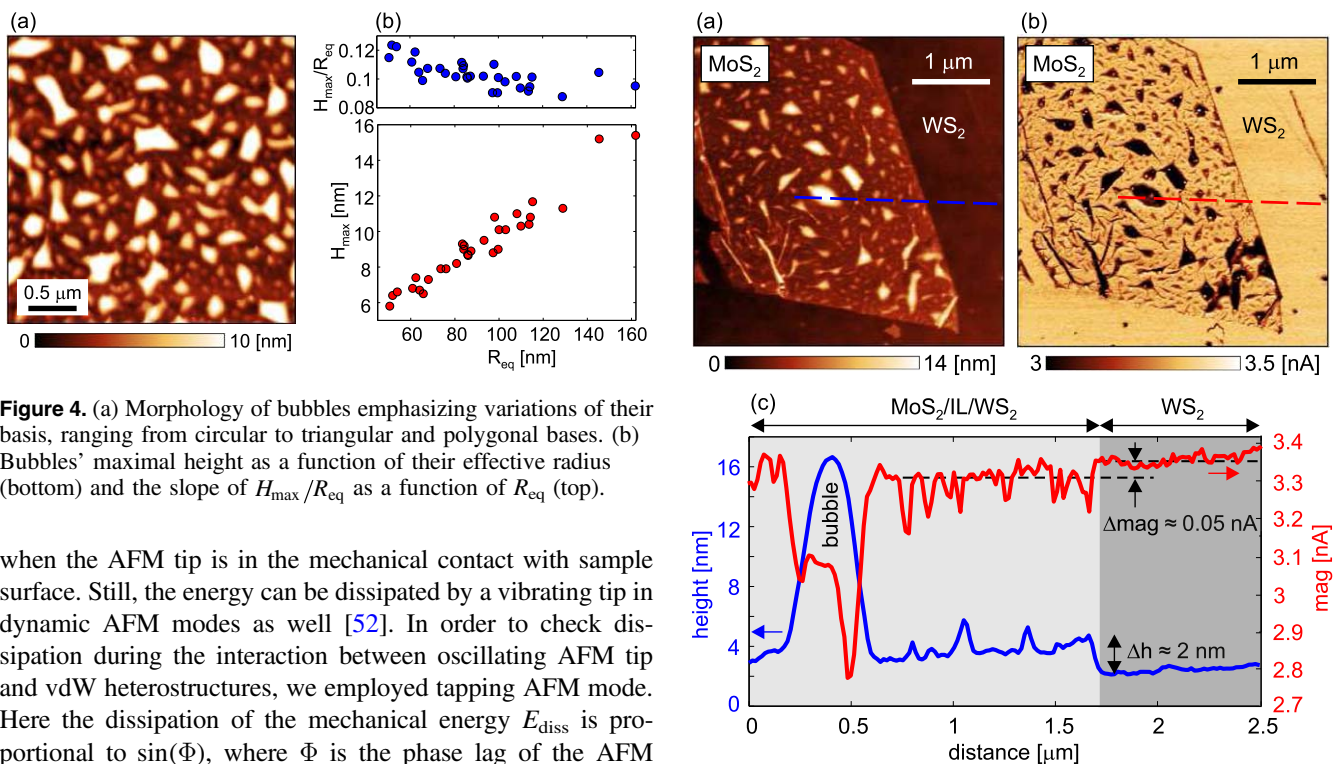 (a)
0.5 μm
0 10 [nm]
(b)
0.12
0.1
0.08
H_max/R_eq
16
14
12
10
8
6
H_max [nm]
60 80 100 120 140 160
R_eq [nm]
Figure 4. (a) Morphology of bubbles emphasizing variations of their
basis, ranging from circular to triangular and polygonal bases. (b)
Bubbles’ maximal height as a function of their effective radius
(bottom) and the slope of H_max/R_eq as a function of R_eq (top).
when the AFM tip is in the mechanical contact with sample
surface. Still, the energy can be dissipated by a vibrating tip in
dynamic AFM modes as well [52]. In order to check dis-
sipation during the interaction between oscillating AFM tip
and vdW heterostructures, we employed tapping AFM mode.
Here the dissipation of the mechanical energy E_diss is pro-
portional to sin(Φ), where Φ is the phase lag of the AFM
(a)
MoS₂
1 μm
WS₂
0 14 [nm]
(b)
MoS₂
1 μm
WS₂
3 3.5 [nA]
(c)
MoS₂/IL/WS₂ WS₂
16
12
8
4
0
height [nm]
bubble
Δmag ≈ 0.05 nA
Δh ≈ 2 nm
3.4
3.3
3.2
3.1
3
2.9
2.8
2.7
mag [nA]
0 0.5 1 1.5 2 2.5
distance [μm]